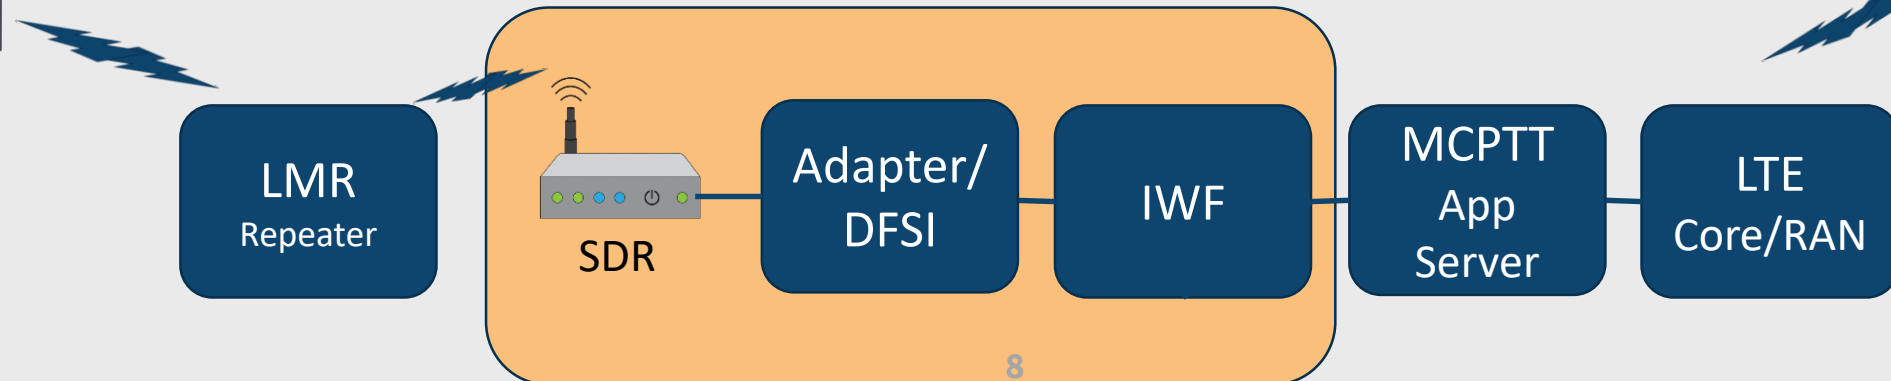 LMR
Repeater
SDR
Adapter/
DFSI
IWF
MCPTT
App
Server
LTE
Core/RAN
8